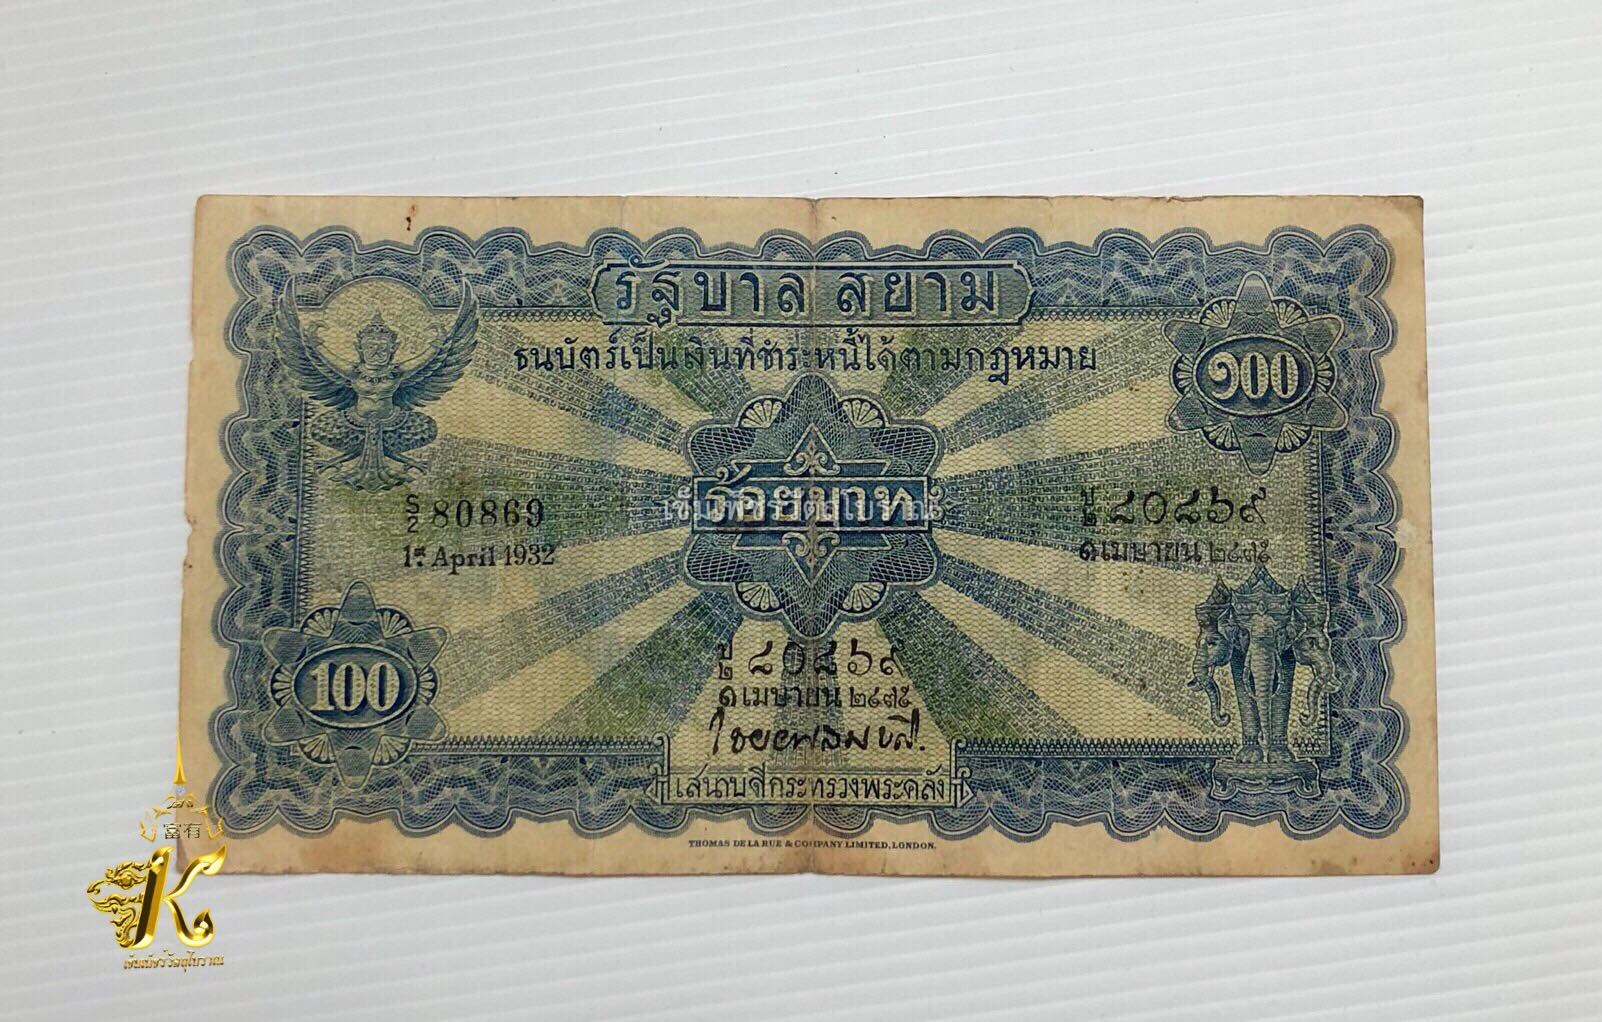 รัฐบาลสยาม
ธนบัตร์เป็นเงินที่ชำระหนี้ได้ตามกฎหมาย
๑๐๐
ร้อยบาท
S/2 80869
1st April 1932
๘๐๘๖๙
๑ เมษายน ๒๔๗๕
100
๘๐๘๖๙
๑ เมษายน ๒๔๗๕
เสนาบดีกระทรวงพระคลัง
THOMAS DE LA RUE & COMPANY LIMITED, LONDON.
富有
K